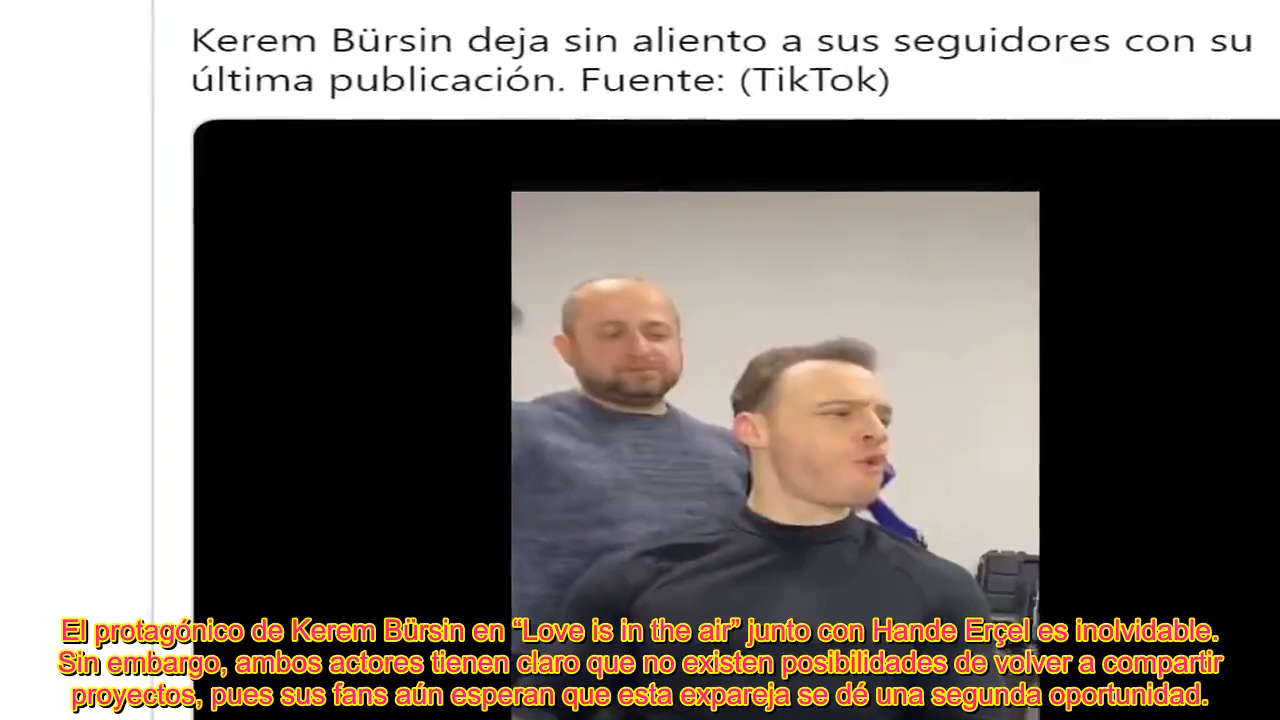 Kerem Bürsin deja sin aliento a sus seguidores con su
última publicación. Fuente: (TikTok)
El protagónico de Kerem Bürsin en “Love is in the air” junto con Hande Erçel es inolvidable.
Sin embargo, ambos actores tienen claro que no existen posibilidades de volver a compartir
proyectos, pues sus fans aún esperan que esta expareja se dé una segunda oportunidad.